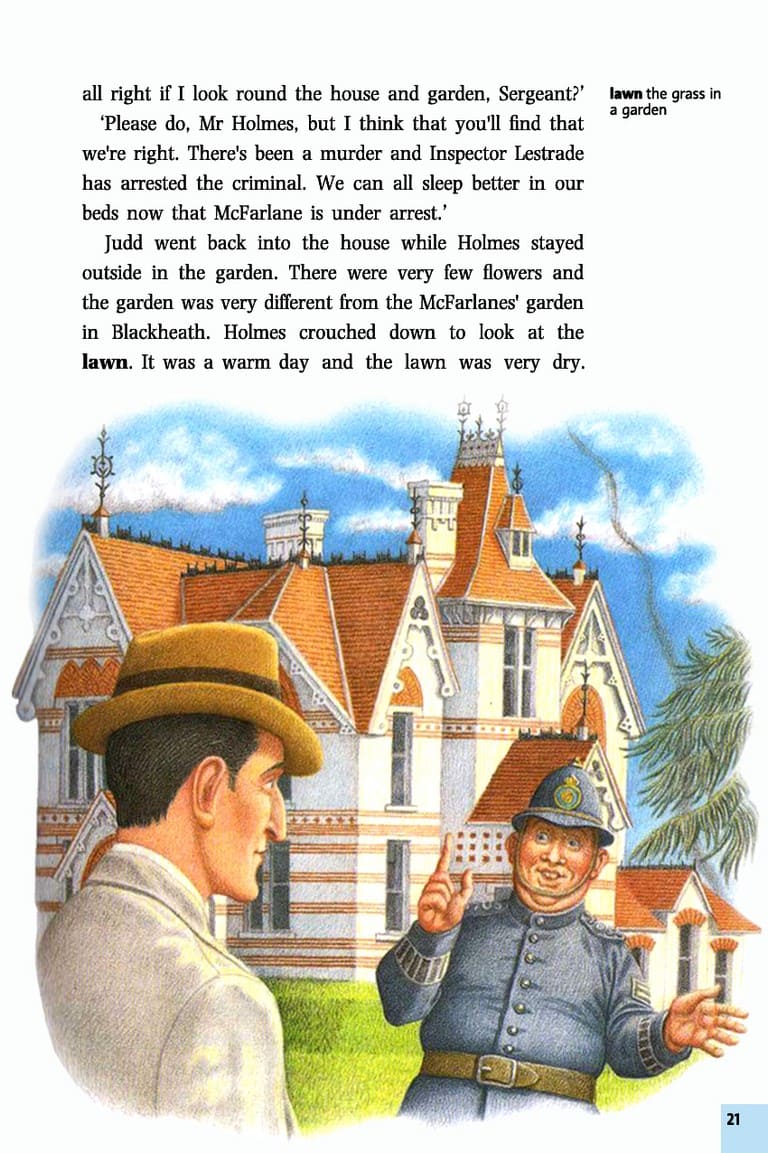 all right if I look round the house and garden, Sergeant?'
'Please do, Mr Holmes, but I think that you'll find that
we're right. There's been a murder and Inspector Lestrade
has arrested the criminal. We can all sleep better in our
beds now that McFarlane is under arrest.'
Judd went back into the house while Holmes stayed
outside in the garden. There were very few flowers and
the garden was very different from the McFarlanes' garden
in Blackheath. Holmes crouched down to look at the
lawn. It was a warm day and the lawn was very dry.
lawn the grass in
a garden
21